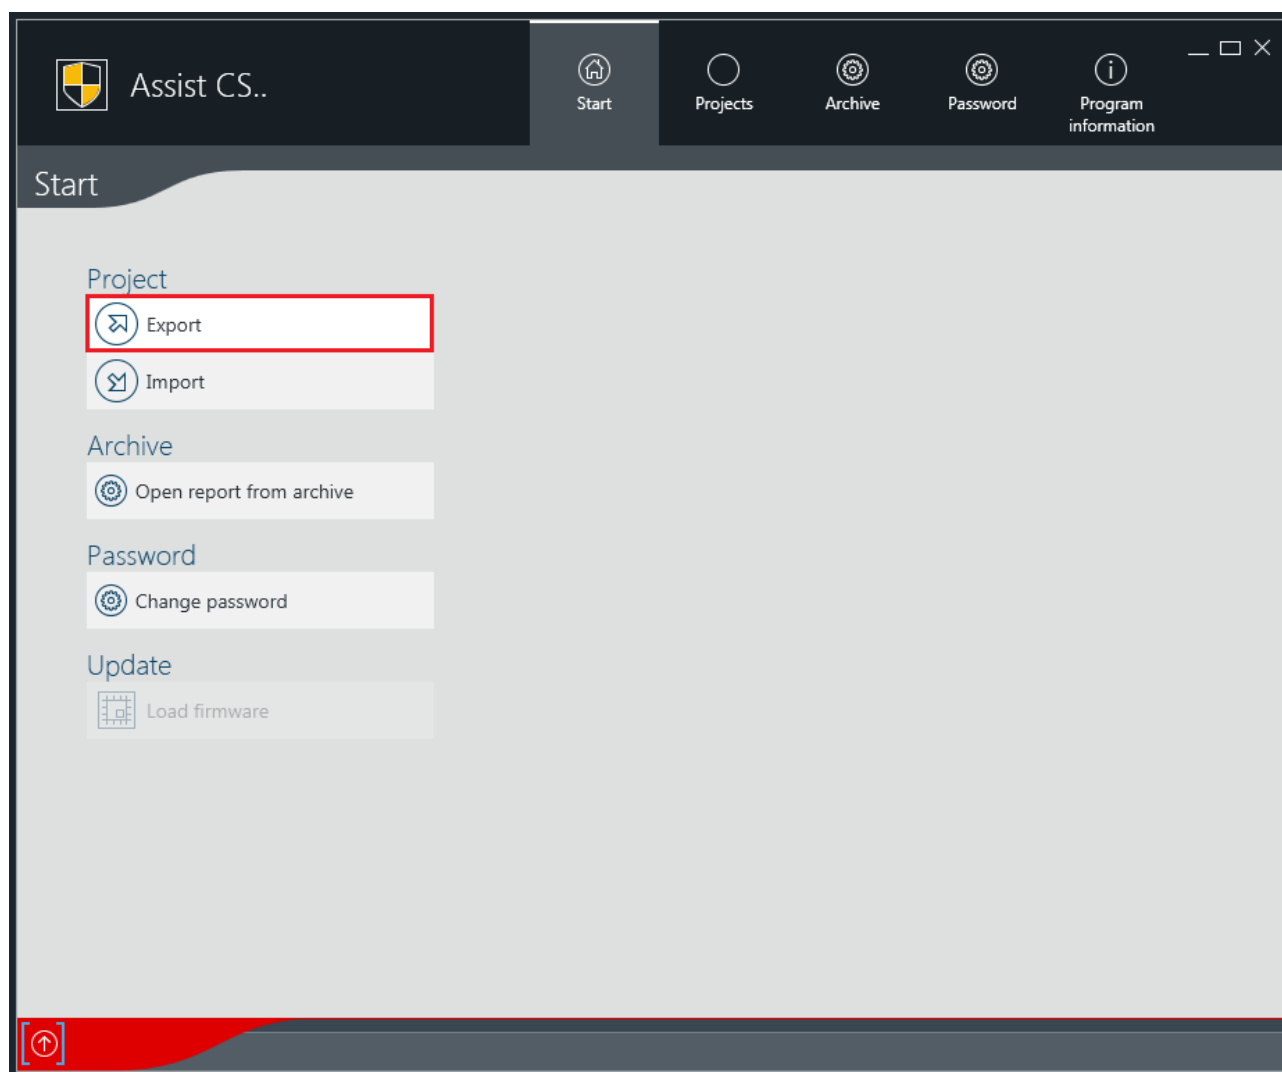 Assist CS..
Start
Projects
Archive
Password
Program
information
Start
Project
Export
Import
Archive
Open report from archive
Password
Change password
Update
Load firmware